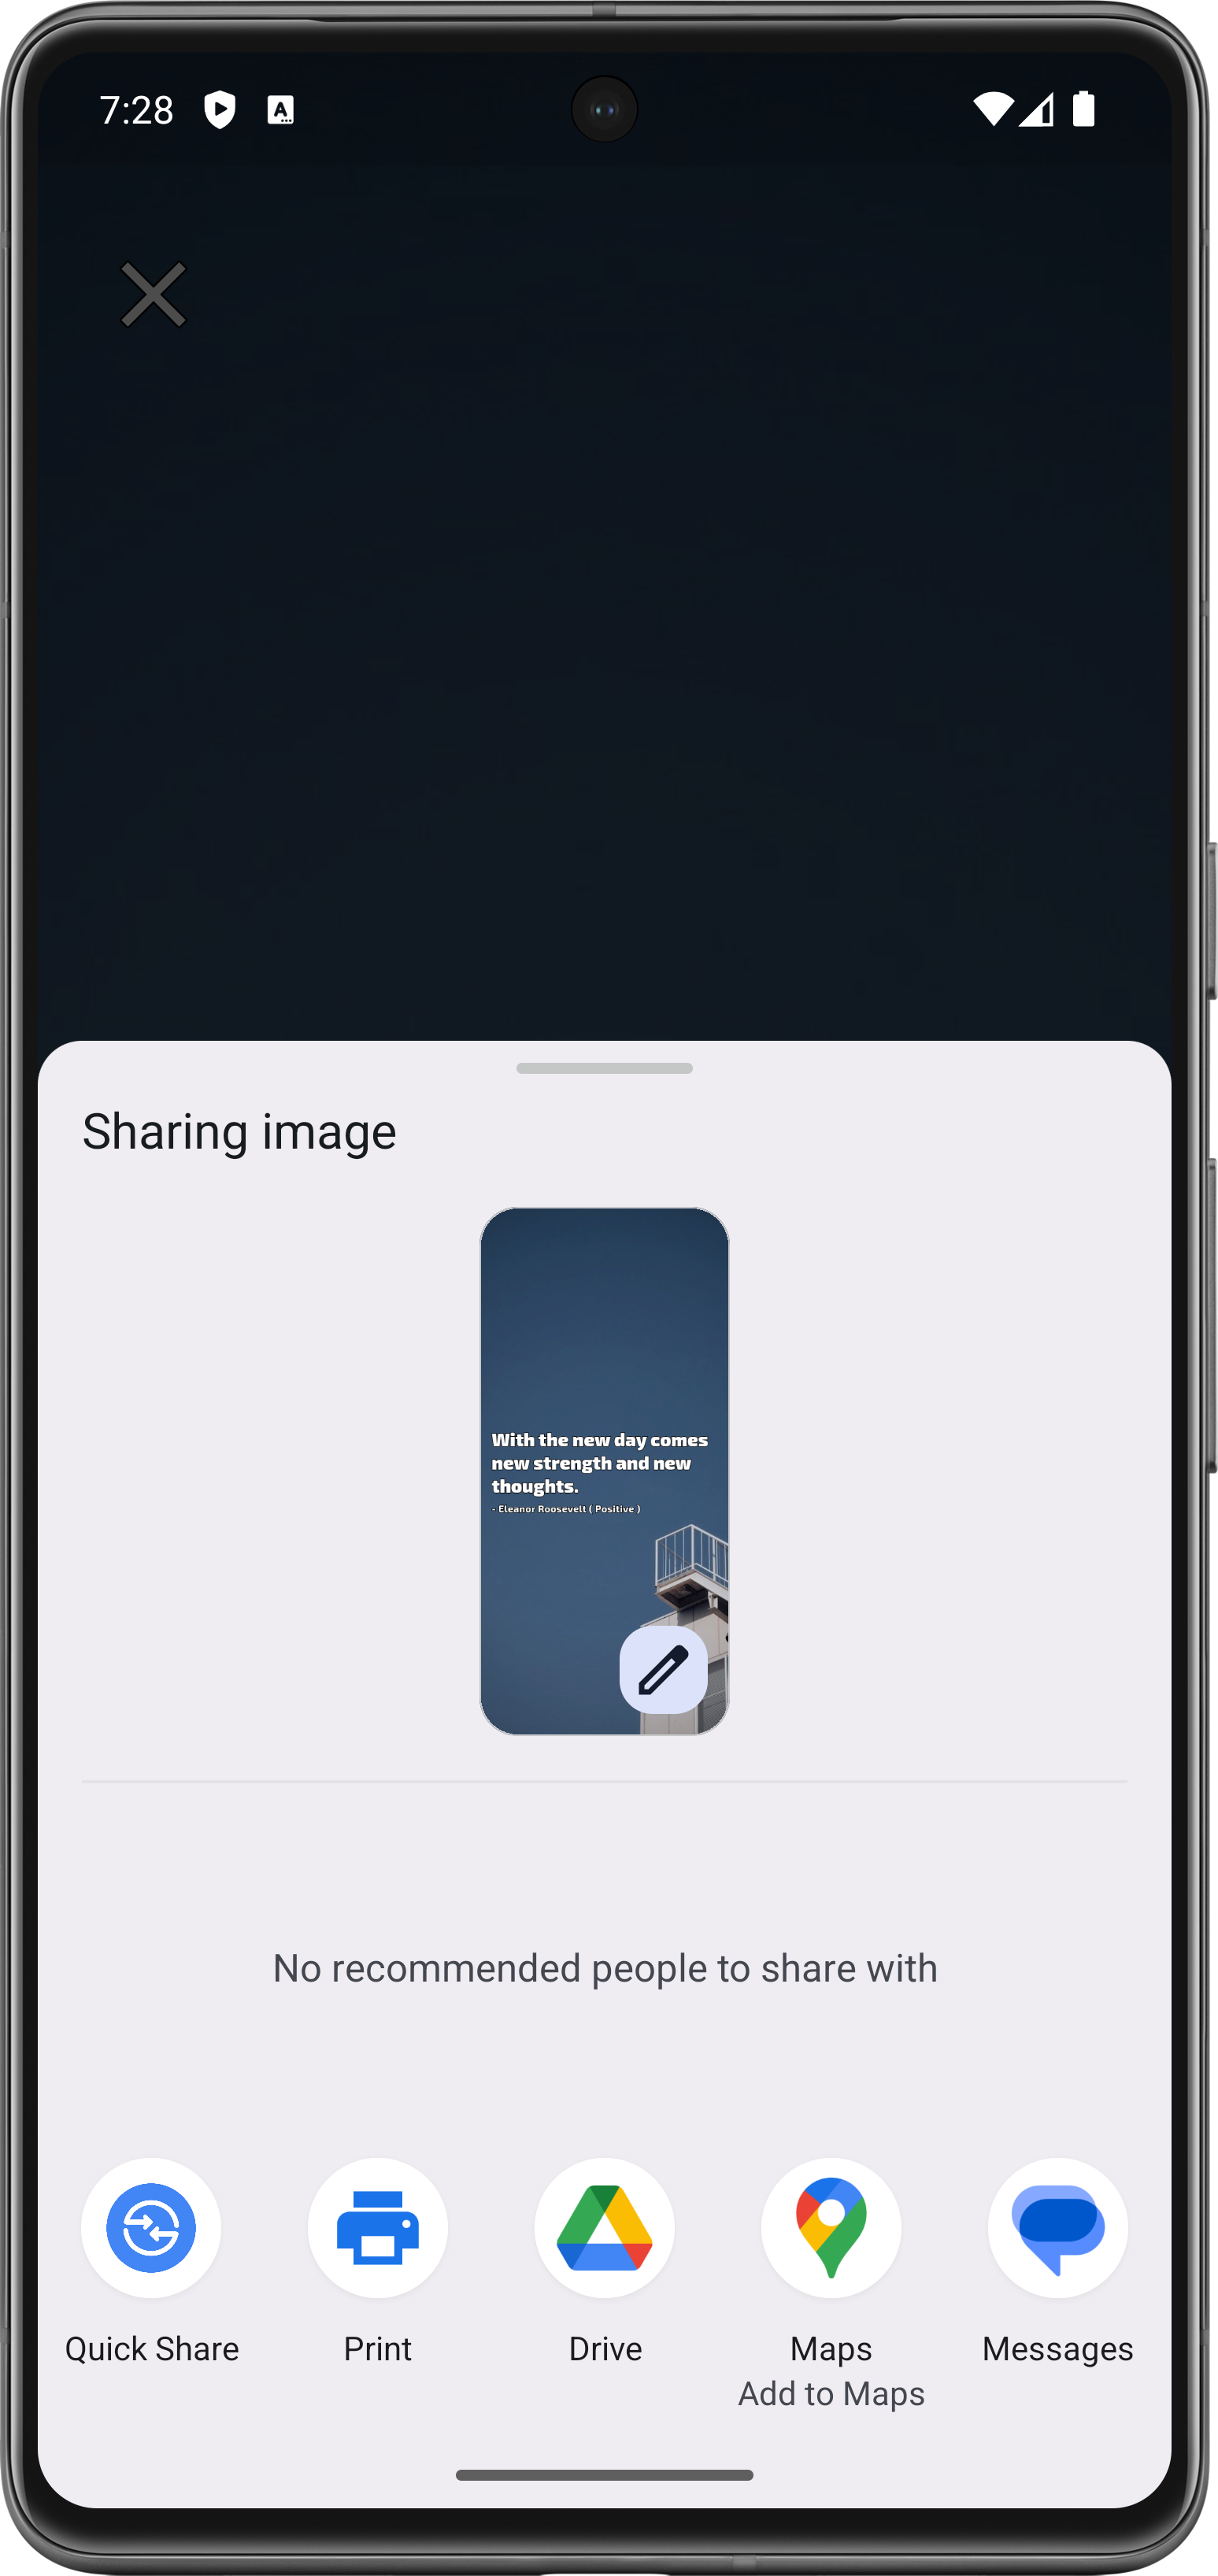 7:28
Sharing image
With the new day comes
new strength and new
thoughts.
- Eleanor Roosevelt ( Positive )
No recommended people to share with
Quick Share
Print
Drive
Maps
Messages
Add to Maps